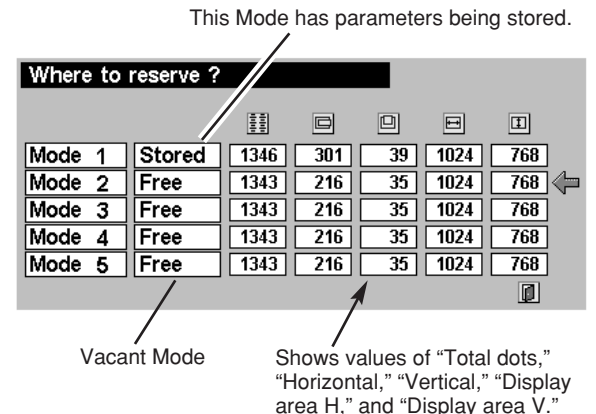 This Mode has parameters being stored.
Where to reserve ?
Mode 1 Stored 1346 301 39 1024 768
Mode 2 Free 1343 216 35 1024 768
Mode 3 Free 1343 216 35 1024 768
Mode 4 Free 1343 216 35 1024 768
Mode 5 Free 1343 216 35 1024 768
Vacant Mode
Shows values of “Total dots,”
“Horizontal,” “Vertical,” “Display
area H,” and “Display area V.”